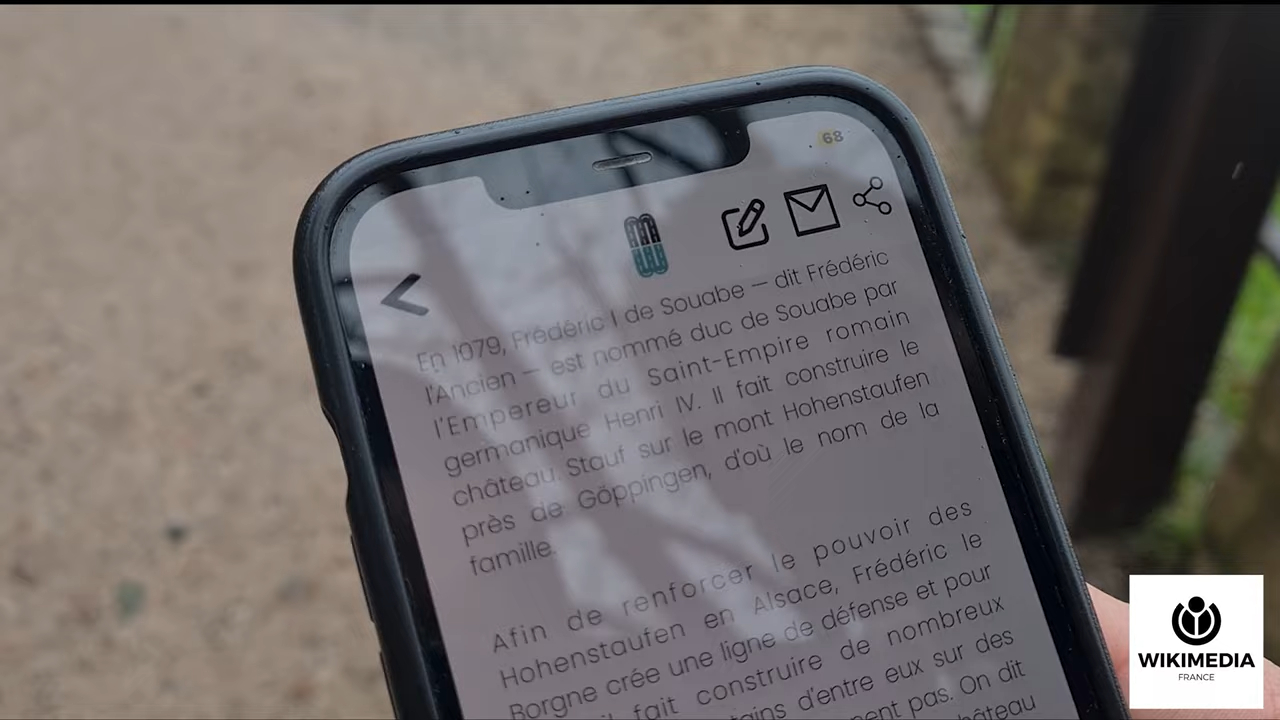 68
En 1079, Frédéric I de Souabe – dit Frédéric
l'Ancien – est nommé duc de Souabe par
l'Empereur du Saint-Empire romain
germanique Henri IV. Il fait construire le
château Stauf sur le mont Hohenstaufen
près de Göppingen, d'où le nom de la
famille.
Afin de renforcer le pouvoir des
Hohenstaufen en Alsace, Frédéric le
Borgne crée une ligne de défense et pour
il fait construire de nombreux
d'entre eux sur des
pas. On dit
château
WIKIMEDIA
FRANCE